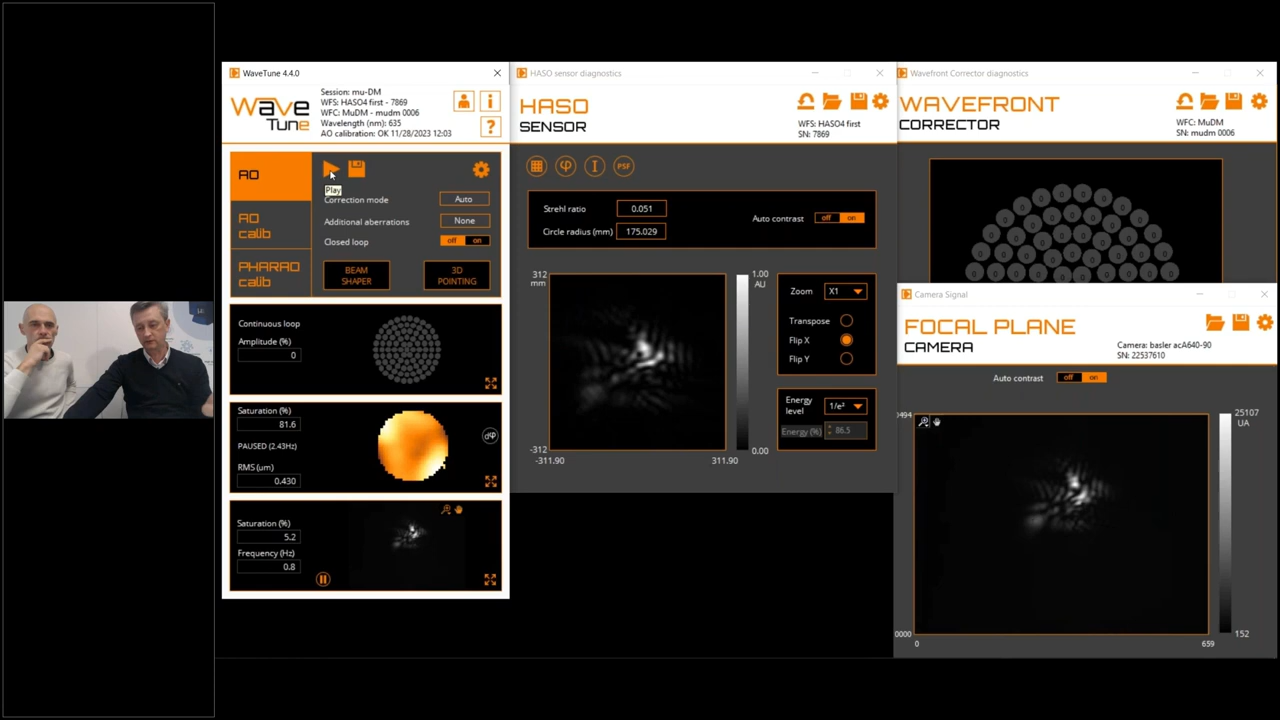 WaveTune 4.4.0
Wave
Tune
Session: mu-DM
WFS: HASO4 first - 7869
WFC: MuDM - mudm 0006
Wavelength (nm): 635
AO calibration: OK 11/28/2023 12:03
i
?
AO
AO
calib
PHARAO
calib
Play
Correction mode
Auto
Additional aberrations
None
Closed loop
off on
BEAM
SHAPER
3D
POINTING
Continuous loop
Amplitude (%)
0
Saturation (%)
81.6
PAUSED (2.43Hz)
RMS (um)
0.430
dφ
Saturation (%)
5.2
Frequency (Hz)
0.8
HASO sensor diagnostics
HASO
SENSOR
WFS: HASO4 first
SN: 7869
φ
I
PSF
Strehl ratio
0.051
Circle radius (mm)
175.029
Auto contrast
off on
312
mm
-312
-311.90
311.90
1.00
AU
0.00
Zoom
X1
Transpose
Flip X
Flip Y
Energy
level
1/e²
Energy (%)
86.5
Wavefront Corrector diagnostics
WAVEFRONT
CORRECTOR
WFC: MuDM
SN: mudm 0006
Camera Signal
FOCAL PLANE
CAMERA
Camera: basler acA640-90
SN: 22537610
Auto contrast
off on
0494
0000
0
659
25107
UA
152